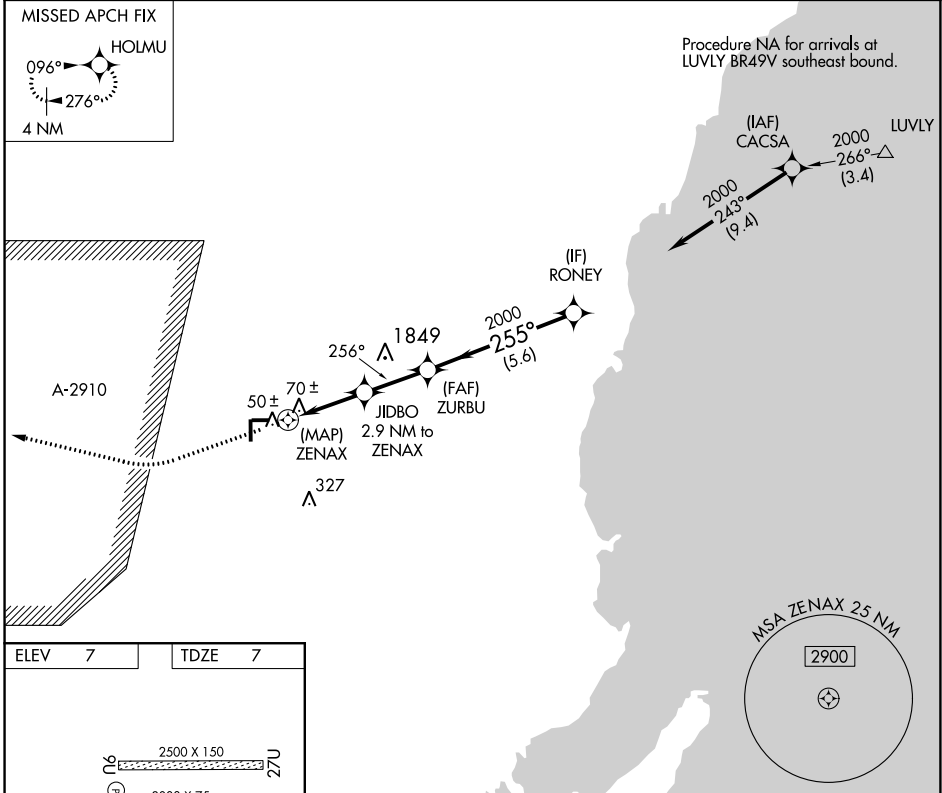 MISSED APCH FIX
HOLMU
096°
276°
4 NM
Procedure NA for arrivals at
LUVLY BR49V southeast bound.
(IAF)
CACSA
LUVLY
2000
266°
(3.4)
2000
243°
(9.4)
(IF)
RONEY
2000
255°
(5.6)
1849
256°
(FAF)
ZURBU
A-2910
50 ±
70 ±
JIDBO
2.9 NM to
ZENAX
(MAP)
ZENAX
327
MSA ZENAX 25 NM
2900
ELEV 7
TDZE 7
2500 X 150
9U
27U